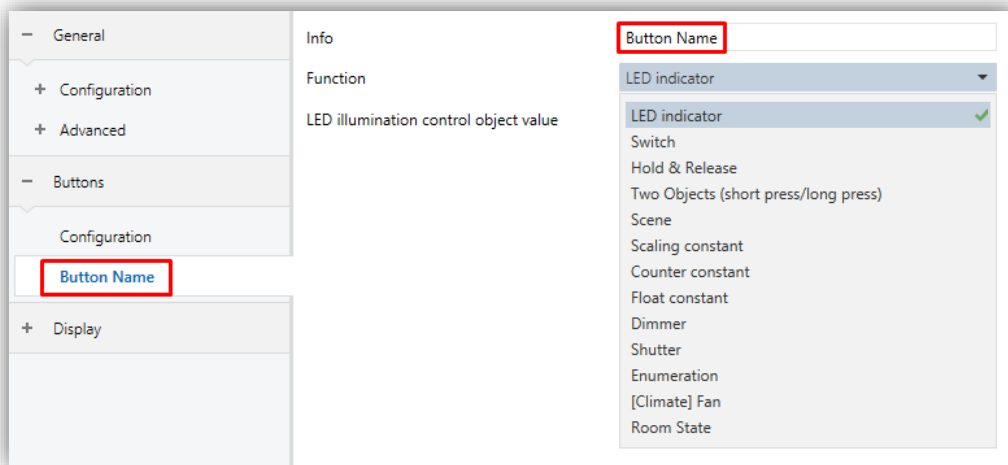 General
Configuration
Advanced
Buttons
Configuration
Button Name
Display
Info
Button Name
Function
LED indicator
LED illumination control object value
LED indicator
Switch
Hold & Release
Two Objects (short press/long press)
Scene
Scaling constant
Counter constant
Float constant
Dimmer
Shutter
Enumeration
[Climate] Fan
Room State